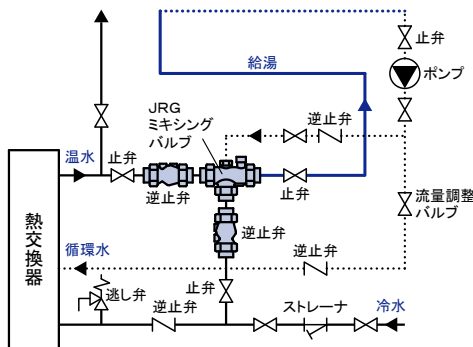 止弁
給湯
ポンプ
JRG
ミキシング
バルブ
逆止弁
温水
止弁
逆止弁
止弁
流量調整
バルブ
逆止弁
熱交換器
循環水
逆止弁
逃し弁
止弁
逆止弁
ストレーナ
冷水